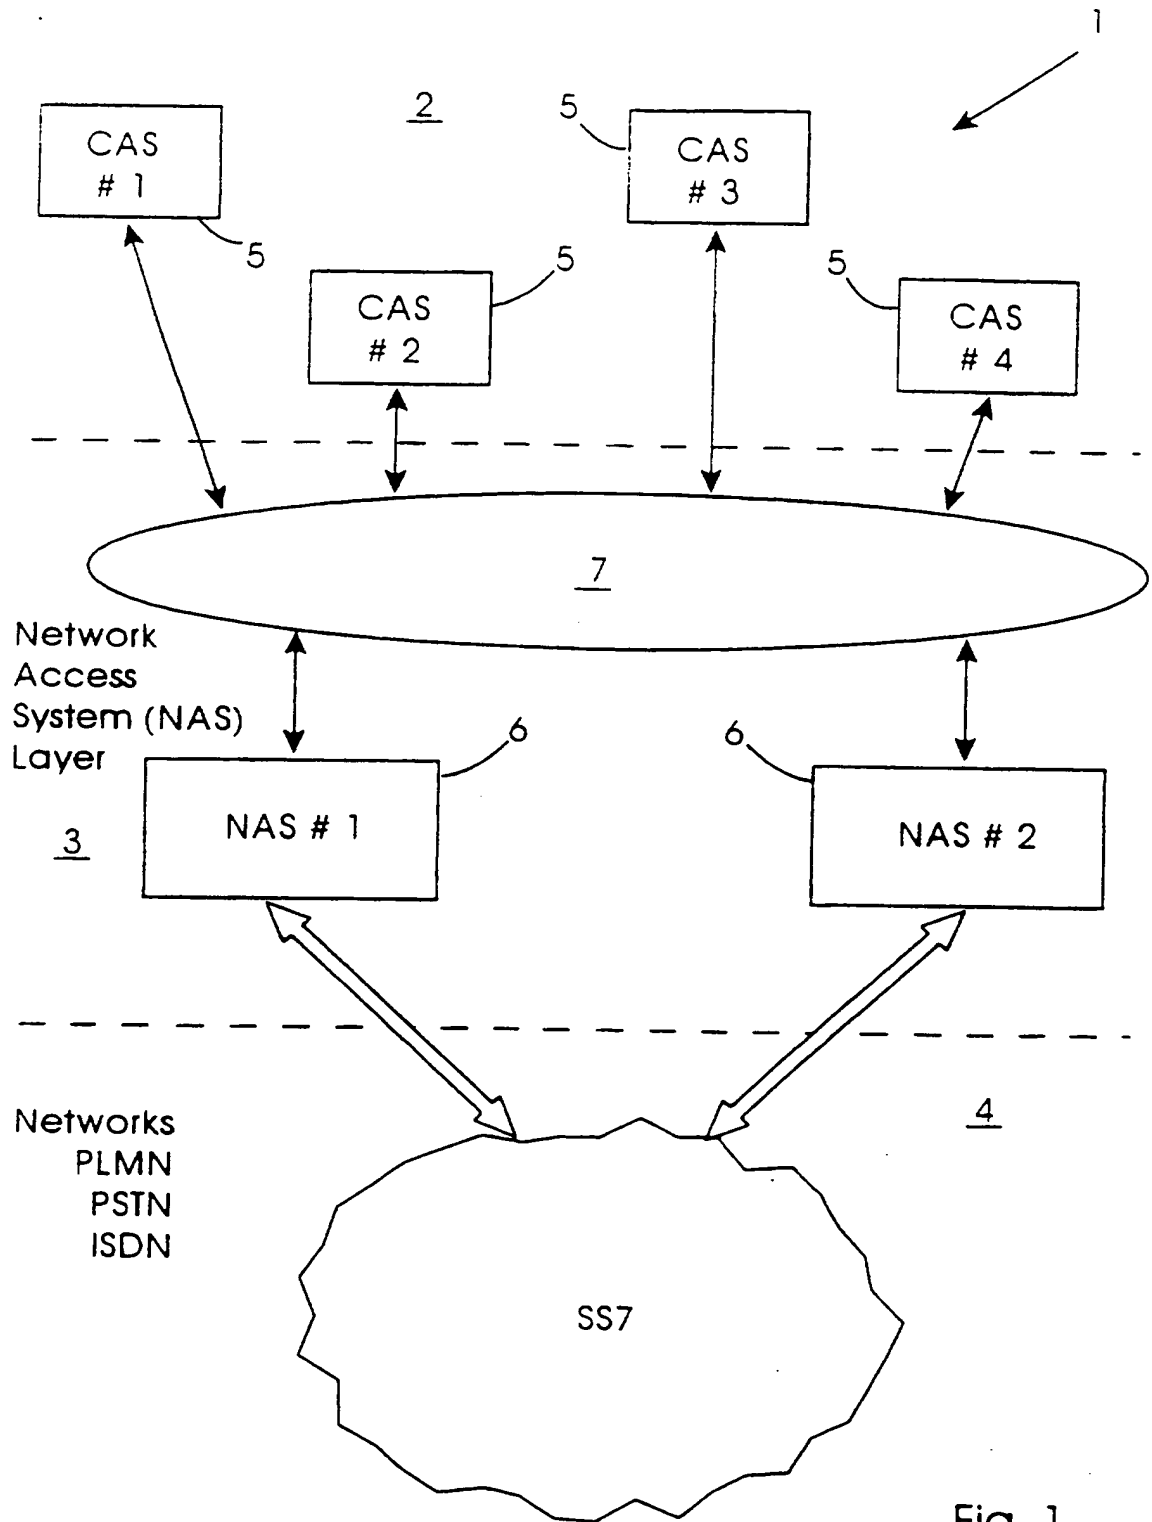 1
2
CAS
# 1
5
5
CAS
# 3
CAS
# 2
5
5
CAS
# 4
7
Network
Access
System (NAS)
Layer
3
NAS # 1
6
6
NAS # 2
4
Networks
PLMN
PSTN
ISDN
SS7
Fig. 1